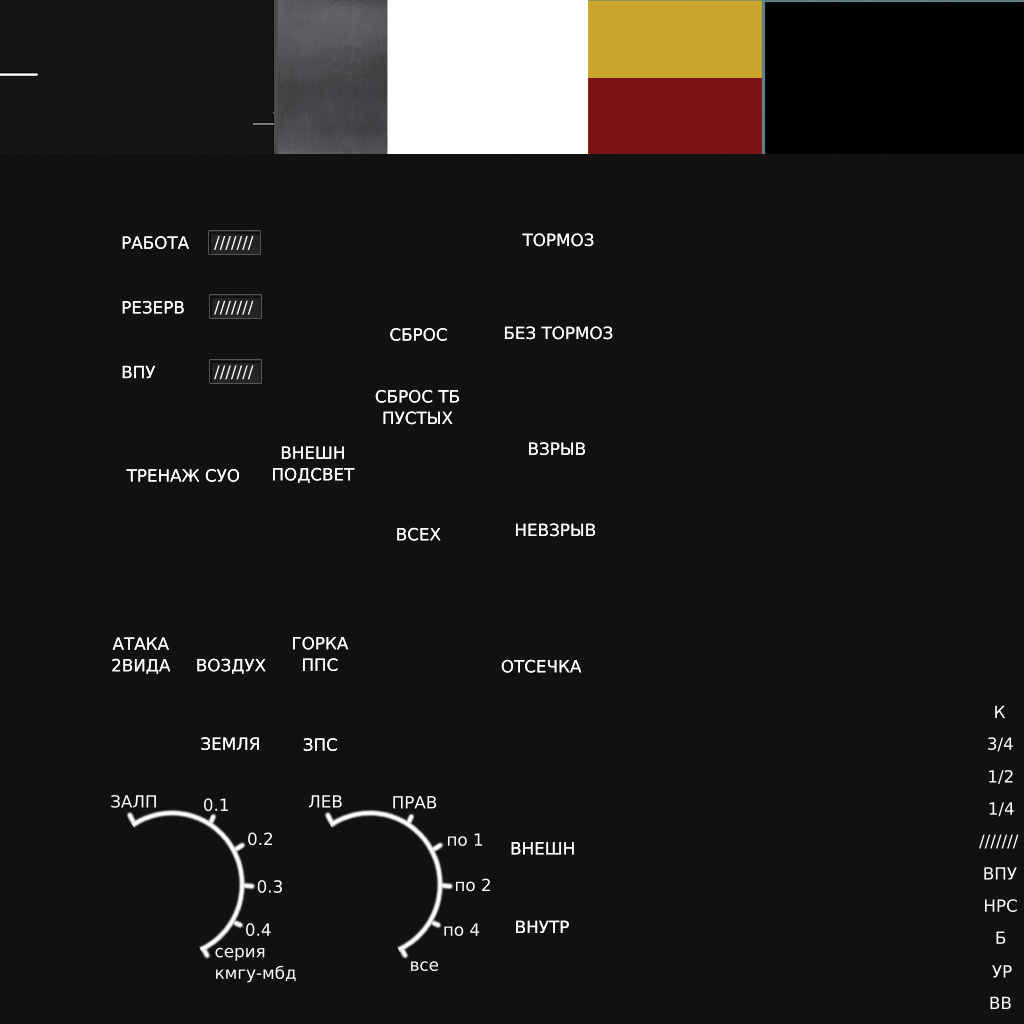 РАБОТА ///////
ТОРМОЗ
РЕЗЕРВ ///////
СБРОС
БЕЗ ТОРМОЗ
ВПУ ///////
СБРОС ТБ
ПУСТЫХ
ВНЕШН
ПОДСВЕТ
ВЗРЫВ
ТРЕНАЖ СУО
ВСЕХ
НЕВЗРЫВ
АТАКА
2ВИДА
ВОЗДУХ
ГОРКА
ППС
ОТСЕЧКА
ЗЕМЛЯ
ЗПС
ЗАЛП
0.1
0.2
0.3
0.4
серия
кмгу-мбд
ЛЕВ
ПРАВ
по 1
по 2
по 4
все
ВНЕШН
ВНУТР
К
3/4
1/2
1/4
///////
ВПУ
НРС
Б
УР
ВВ